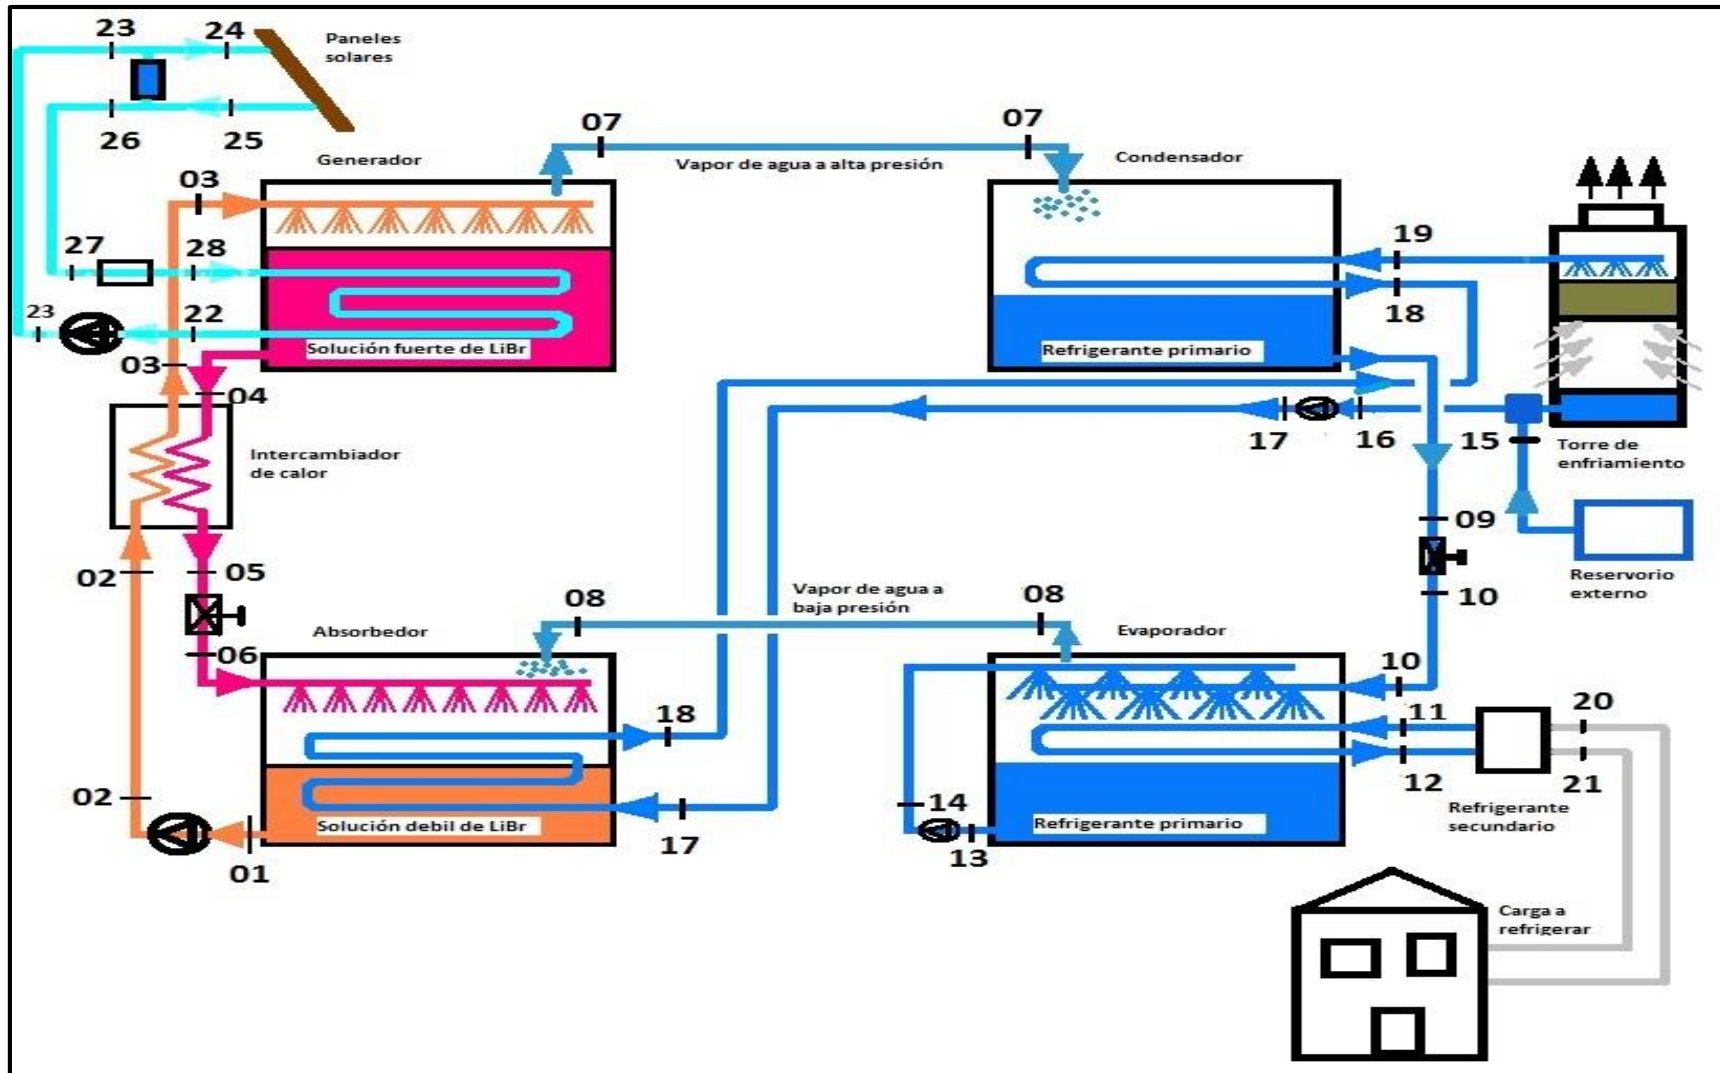 23
24
Paneles
solares
26
25
07
07
Generador
Vapor de agua a alta presión
Condensador
03
19
27
28
18
23
22
Solución fuerte de LiBr
Refrigerante primario
03
04
17
16
15
Torre de
enfriamiento
Intercambiador
de calor
09
02
05
Vapor de agua a
baja presión
Reservorio
externo
10
08
08
Absorbedor
Evaporador
06
10
18
11
20
12
21
02
14
Refrigerante
secundario
Solución debil de LiBr
17
Refrigerante primario
13
01
Carga a
refrigerar